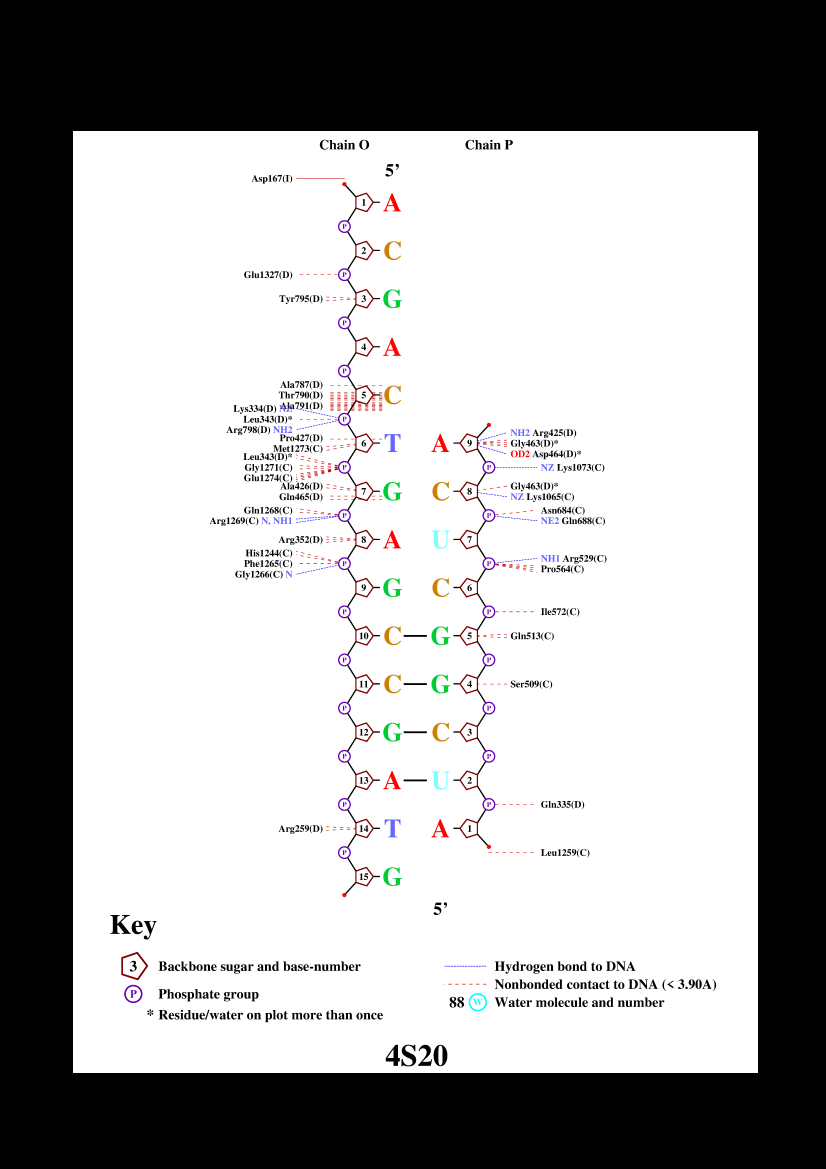 Chain O Chain P
5’
Asp167(I)
1 A
P
2 C
Glu1327(D) P
Tyr795(D) 3 G
P
4 A
P
Ala787(D)
Thr790(D) 5 C
Ala791(D)
Lys334(D) NZ
Leu343(D)* P
Arg798(D) NH2
Pro427(D)
Met1273(C)
6 T A 9
NH2 Arg425(D)
Gly463(D)*
OD2 Asp464(D)*
Leu343(D)*
Gly1271(C) P P NZ Lys1073(C)
Glu1274(C)
Ala426(D)
Gln465(D)
7 G C 8
Gly463(D)*
NZ Lys1065(C)
Gln1268(C)
Arg1269(C) N, NH1
P P
Asn684(C)
NE2 Gln688(C)
Arg352(D) 8 A U 7
His1244(C)
Phe1265(C)
Gly1266(C) N
P P
NH1 Arg529(C)
Pro564(C)
9 G C 6
P P Ile572(C)
10 C G 5 Gln513(C)
P P
11 C G 4 Ser509(C)
P P
12 G C 3
P P
13 A U 2
P P Gln335(D)
Arg259(D) 14 T A 1
P Leu1259(C)
15 G
5’
Key
3 Backbone sugar and base-number
P Phosphate group
* Residue/water on plot more than once
Hydrogen bond to DNA
Nonbonded contact to DNA (< 3.90A)
88 W Water molecule and number
4S20